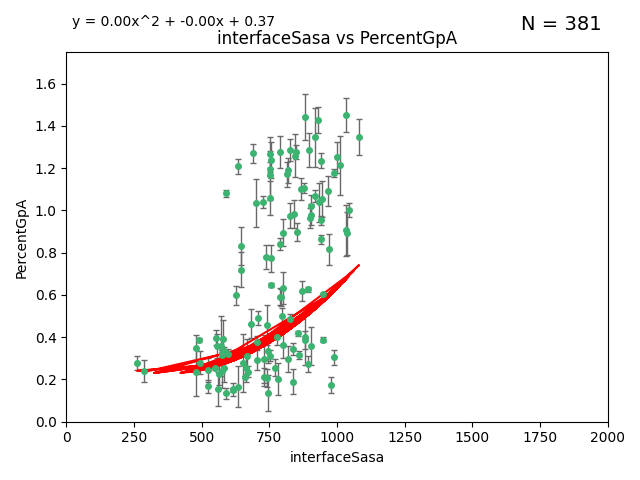 y = 0.00x^2 + -0.00x + 0.37
N = 381
interfaceSasa vs PercentGpA
PercentGpA
1.6
1.4
1.2
1.0
0.8
0.6
0.4
0.2
0.0
0 250 500 750 1000 1250 1500 1750 2000
interfaceSasa